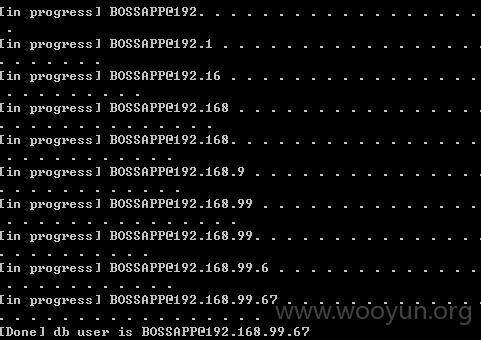 [in progress] BOSSAPP@192. . . . . . . . . . . . . . . . . .
.
[in progress] BOSSAPP@192.1 . . . . . . . . . . . . . . . . .
. . . . . . .
[in progress] BOSSAPP@192.16 . . . . . . . . . . . . . . . .
. . . . . . . . . .
[in progress] BOSSAPP@192.168 . . . . . . . . . . . . . . . .
. . . . . . . . . . . . . .
[in progress] BOSSAPP@192.168. . . . . . . . . . . . . . . .
. . . . . . . . . . . .
[in progress] BOSSAPP@192.168.9 . . . . . . . . . . . . . . .
. . . . . . . . . . . .
[in progress] BOSSAPP@192.168.99 . . . . . . . . . . . . . .
. . . . . . . . . . . . . . . .
[in progress] BOSSAPP@192.168.99. . . . . . . . . . . . . . .
. . . . . . . . . .
[in progress] BOSSAPP@192.168.99.6 . . . . . . . . . . . . .
. . . . . . . . . . . .
[in progress] BOSSAPP@192.168.99.67 . . . . . . . . . . . . .
. . . . . . . . . . . . . . . . . .
www.wooyun.org
[Done] db user is BOSSAPP@192.168.99.67